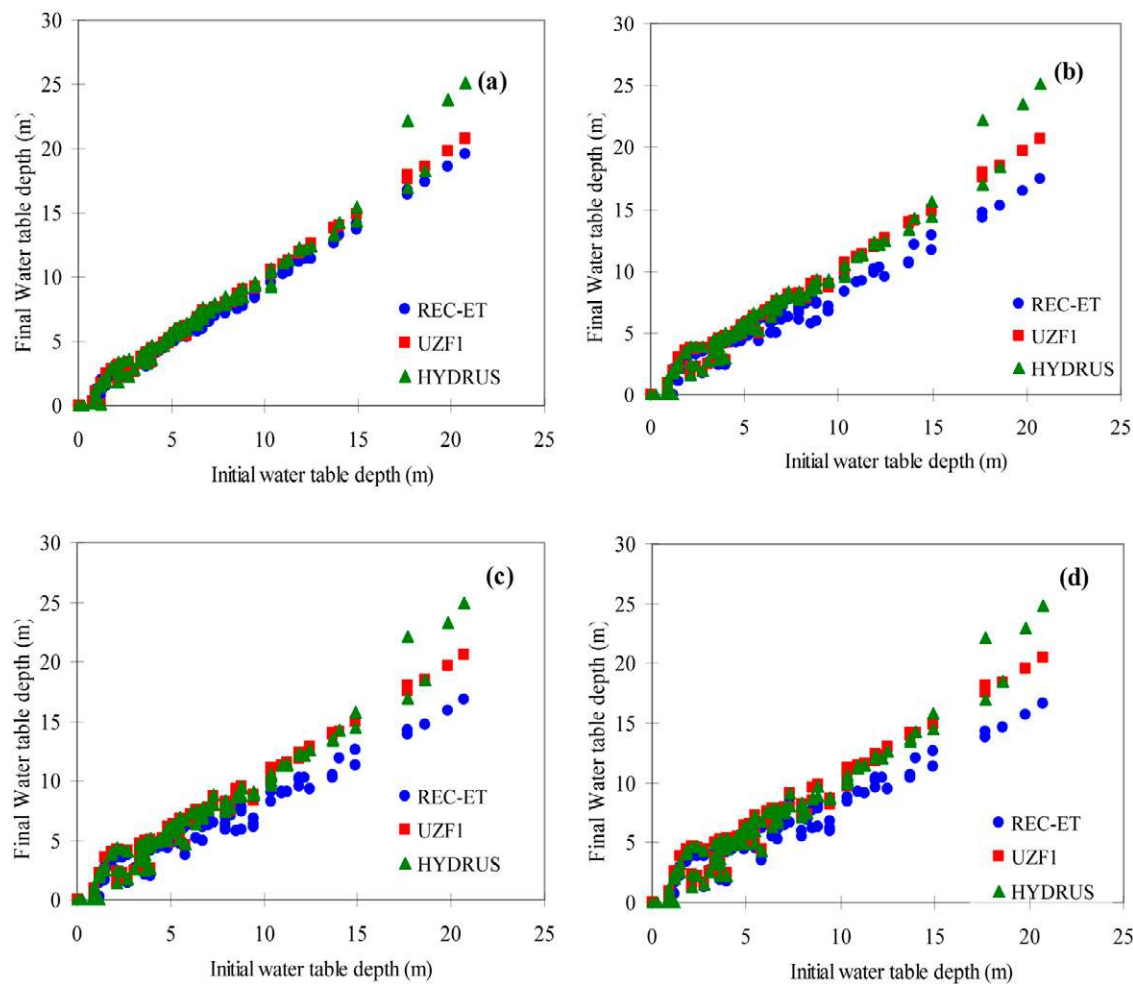 (a)
Final Water table depth (m)
30
25
20
15
10
5
0
REC-ET
UZF1
HYDRUS
0 5 10 15 20 25
Initial water table depth (m)
(b)
Final Water table depth (m)
30
25
20
15
10
5
0
REC-ET
UZF1
HYDRUS
0 5 10 15 20 25
Initial water table depth (m)
(c)
Final Water table depth (m)
30
25
20
15
10
5
0
REC-ET
UZF1
HYDRUS
0 5 10 15 20 25
Initial water table depth (m)
(d)
Final Water table depth (m)
30
25
20
15
10
5
0
REC-ET
UZF1
HYDRUS
0 5 10 15 20 25
Initial water table depth (m)